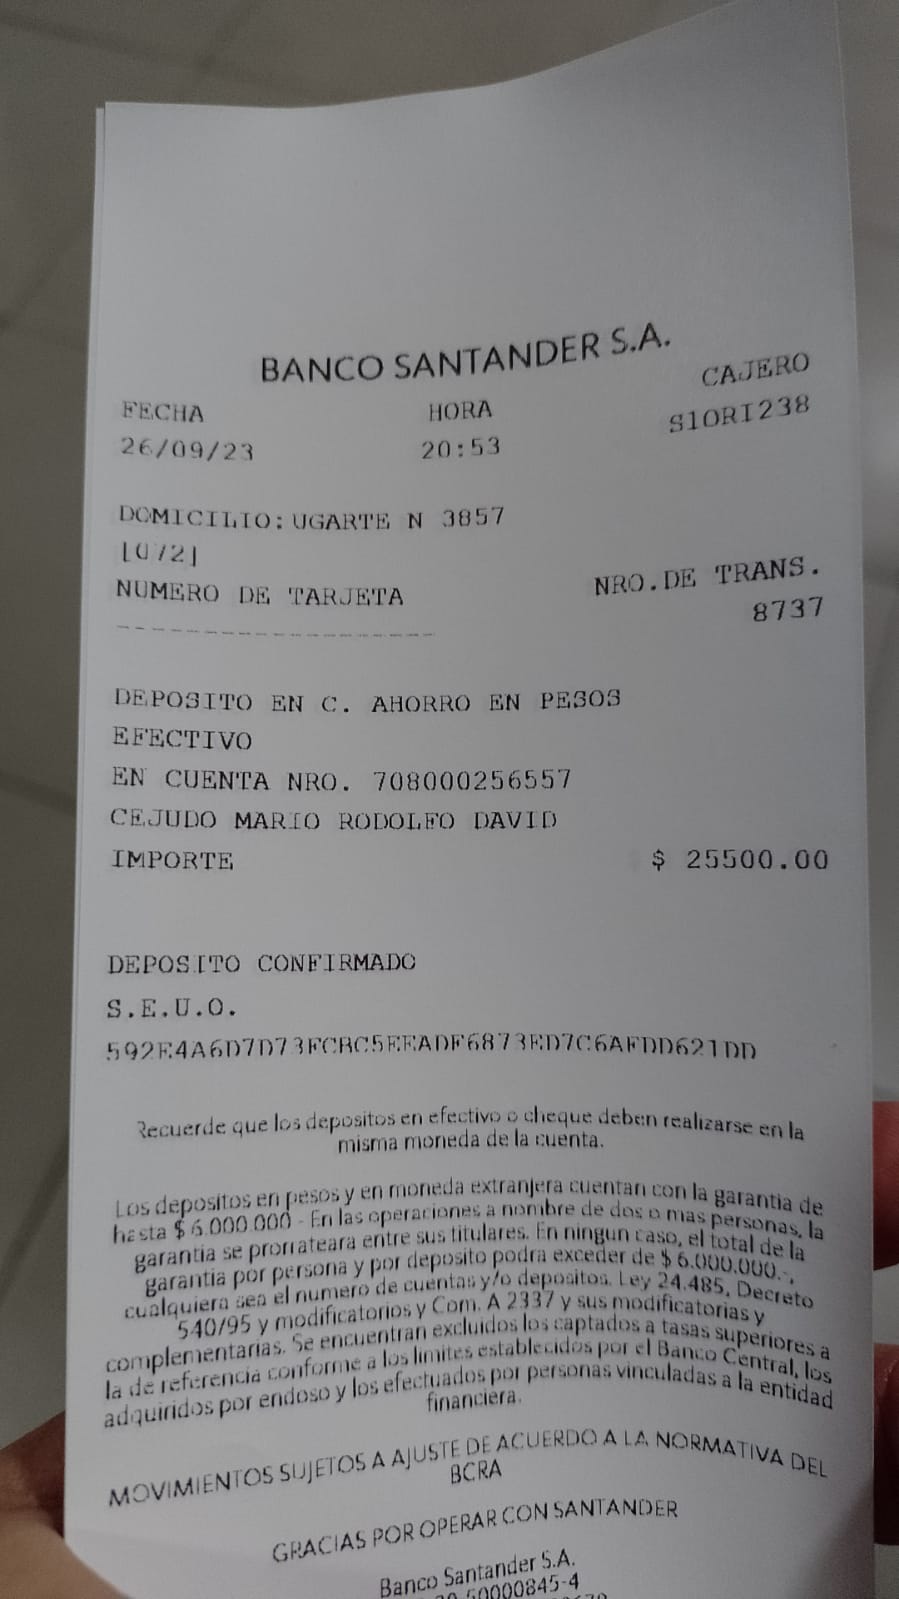 BANCO SANTANDER S.A.
FECHA HORA CAJERO
26/09/23 20:53 S1ORI238
DOMICILIO: UGARTE N 3857
[072]
NUMERO DE TARJETA NRO.DE TRANS.
------------------- 8737
DEPOSITO EN C. AHORRO EN PESOS
EFECTIVO
EN CUENTA NRO. 708000256557
CEJUDO MARIO RODOLFO DAVID
IMPORTE $ 25500.00
DEPOSITO CONFIRMADO
S.E.U.O.
592E4A6D7D73FCBC5EEADF6873ED7C6AFDD621DD
Recuerde que los depositos en efectivo o cheque deben realizarse en la
misma moneda de la cuenta.
Los depositos en pesos y en moneda extranjera cuentan con la garantia de
hasta $ 6.000.000 - En las operaciones a nombre de dos o mas personas, la
garantia se prorrateara entre sus titulares. En ningun caso, el total de la
garantia por persona y por deposito podra exceder de $ 6.000.000.-,
cualquiera sea el numero de cuentas y/o depositos. Ley 24.485, Decreto
540/95 y modificatorios y Com. A 2337 y sus modificatorias y
complementarias. Se encuentran excluidos los captados a tasas superiores a
la de referencia conforme a los limites establecidos por el Banco Central, los
adquiridos por endoso y los efectuados por personas vinculadas a la entidad
financiera.
MOVIMIENTOS SUJETOS A AJUSTE DE ACUERDO A LA NORMATIVA DEL
BCRA
GRACIAS POR OPERAR CON SANTANDER
Banco Santander S.A.
50000845-4